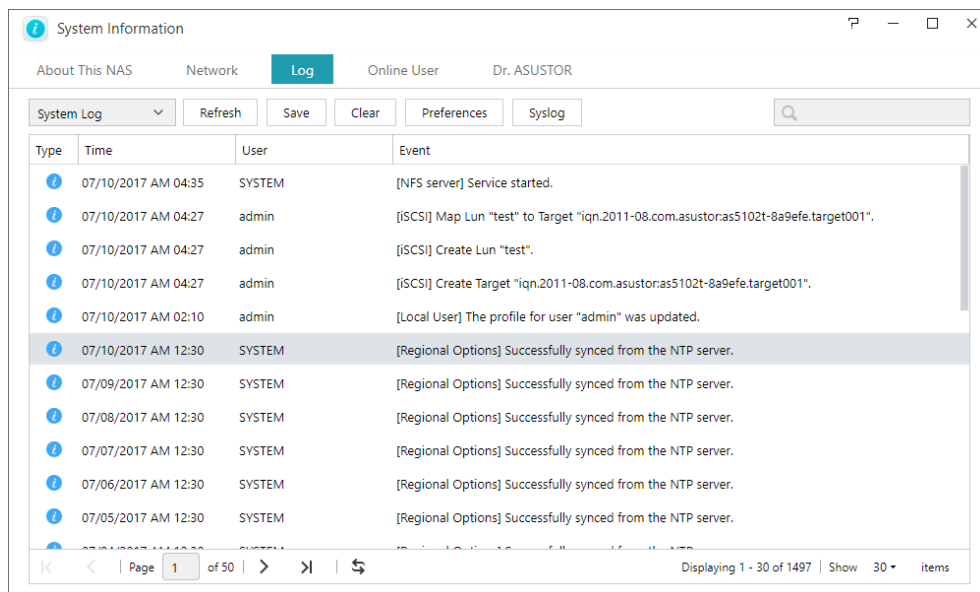 System Information
About This NAS Network Log Online User Dr. ASUSTOR
System Log Refresh Save Clear Preferences Syslog
Type Time User Event
07/10/2017 AM 04:35 SYSTEM [NFS server] Service started.
07/10/2017 AM 04:27 admin [iSCSI] Map Lun "test" to Target "iqn.2011-08.com.asustor:as5102t-8a9efe.target001".
07/10/2017 AM 04:27 admin [iSCSI] Create Lun "test".
07/10/2017 AM 04:27 admin [iSCSI] Create Target "iqn.2011-08.com.asustor:as5102t-8a9efe.target001".
07/10/2017 AM 02:10 admin [Local User] The profile for user "admin" was updated.
07/10/2017 AM 12:30 SYSTEM [Regional Options] Successfully synced from the NTP server.
07/09/2017 AM 12:30 SYSTEM [Regional Options] Successfully synced from the NTP server.
07/08/2017 AM 12:30 SYSTEM [Regional Options] Successfully synced from the NTP server.
07/07/2017 AM 12:30 SYSTEM [Regional Options] Successfully synced from the NTP server.
07/06/2017 AM 12:30 SYSTEM [Regional Options] Successfully synced from the NTP server.
07/05/2017 AM 12:30 SYSTEM [Regional Options] Successfully synced from the NTP server.
Page 1 of 50 Displaying 1 - 30 of 1497 Show 30 items